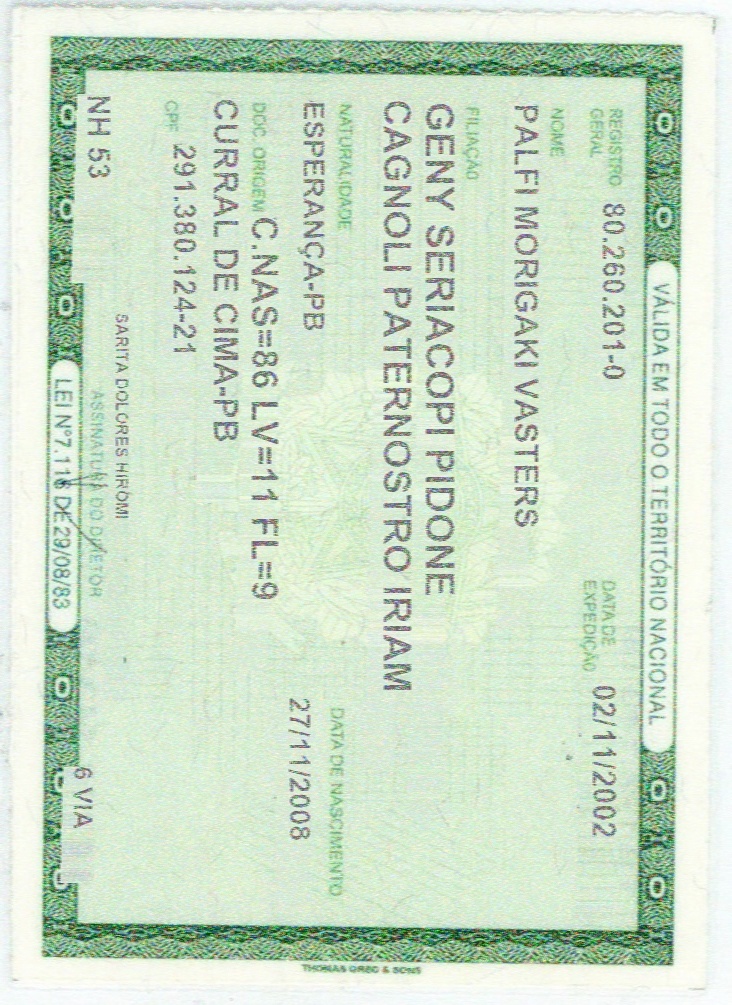 VÁLIDA EM TODO O TERRITÓRIO NACIONAL
REGISTRO GERAL 80.260.201-0 DATA DE EXPEDIÇÃO 02/11/2002
NOME
PALFI MORIGAKI VASTERS
FILIAÇÃO
GENY SERIACOPI PIDONE
CAGNOLI PATERNOSTRO IRIAM
NATURALIDADE DATA DE NASCIMENTO
ESPERANÇA-PB 27/11/2008
DOC. ORIGEM C.NAS=86 LV=11 FL=9
CURRAL DE CIMA-PB
CPF 291.380.124-21
SARITA DOLORES HIROMI
ASSINATURA DO DIRETOR
NH 53 6 VIA
LEI Nº 7.116 DE 29/08/83
THOMAS GREG & SONS